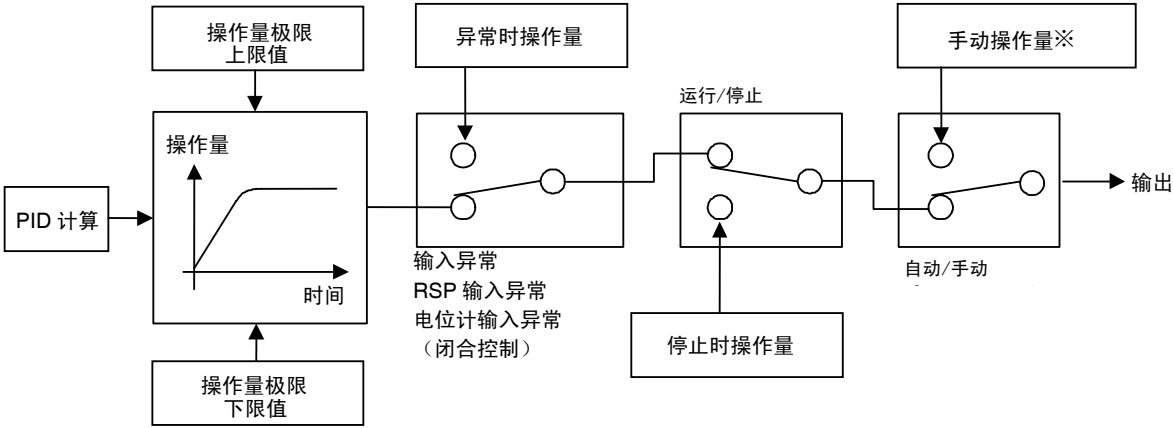 操作量极限
上限值
异常时操作量
手动操作量※
运行/停止
操作量
PID 计算
时间
输出
输入异常
RSP 输入异常
电位计输入异常
（闭合控制）
自动/手动
停止时操作量
操作量极限
下限值